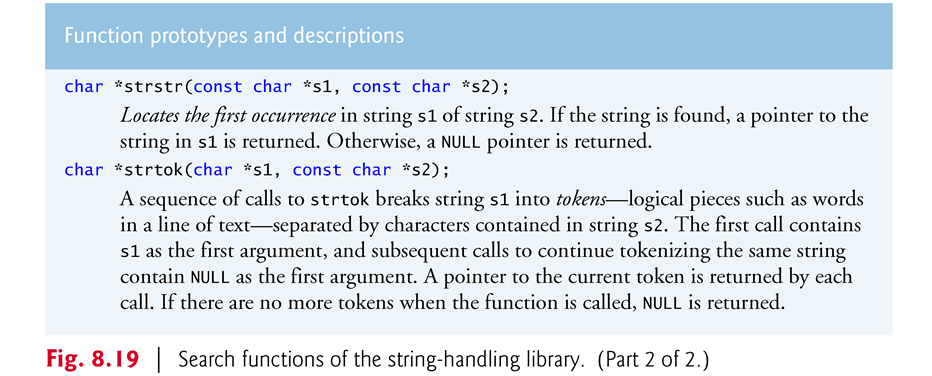 Function prototypes and descriptions
char *strstr(const char *s1, const char *s2);
Locates the first occurrence in string s1 of string s2. If the string is found, a pointer to the
string in s1 is returned. Otherwise, a NULL pointer is returned.
char *strtok(char *s1, const char *s2);
A sequence of calls to strtok breaks string s1 into tokens—logical pieces such as words
in a line of text—separated by characters contained in string s2. The first call contains
s1 as the first argument, and subsequent calls to continue tokenizing the same string
contain NULL as the first argument. A pointer to the current token is returned by each
call. If there are no more tokens when the function is called, NULL is returned.
Fig. 8.19 | Search functions of the string-handling library. (Part 2 of 2.)